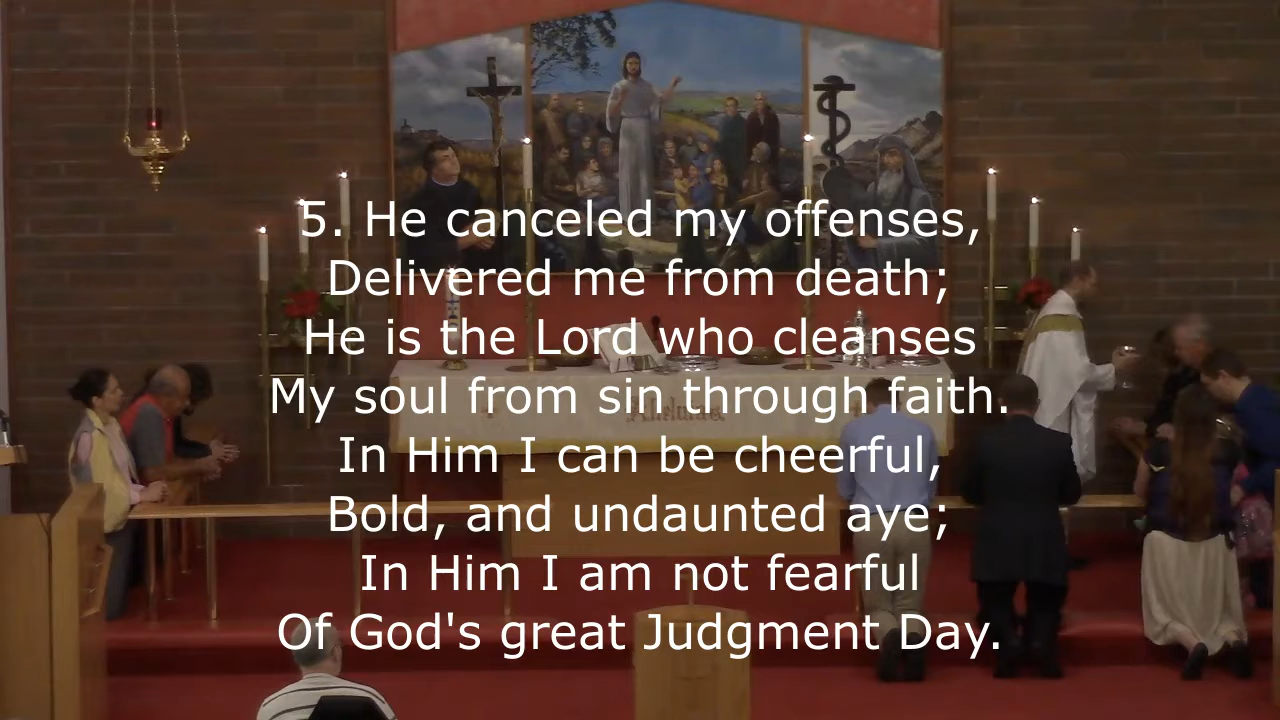 5. He canceled my offenses,
Delivered me from death;
He is the Lord who cleanses
My soul from sin through faith.
In Him I can be cheerful,
Bold, and undaunted aye;
In Him I am not fearful
Of God's great Judgment Day.
Alleluia